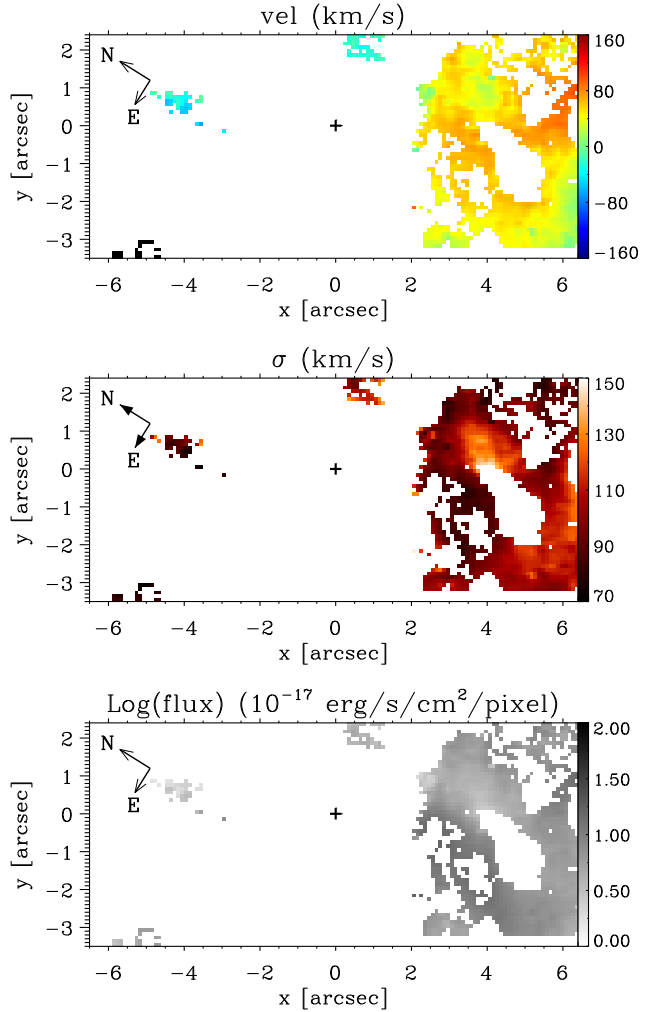 vel (km/s)
N
E
y [arcsec]
2
1
0
−1
−2
−3
160
80
0
−80
−160
−6 −4 −2 0 2 4 6
x [arcsec]
σ (km/s)
N
E
y [arcsec]
2
1
0
−1
−2
−3
150
130
110
90
70
−6 −4 −2 0 2 4 6
x [arcsec]
Log(flux) (10⁻¹⁷ erg/s/cm²/pixel)
N
E
y [arcsec]
2
1
0
−1
−2
−3
2.00
1.50
1.00
0.50
0.00
−6 −4 −2 0 2 4 6
x [arcsec]